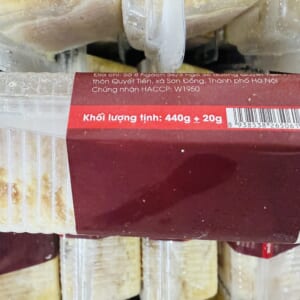 thôn Quyết Tiến, xã Sơn Đồng, Thành phố Hà Nội
Chứng nhận HACCP: W1950
Khối lượng tịnh: 440g ± 20g